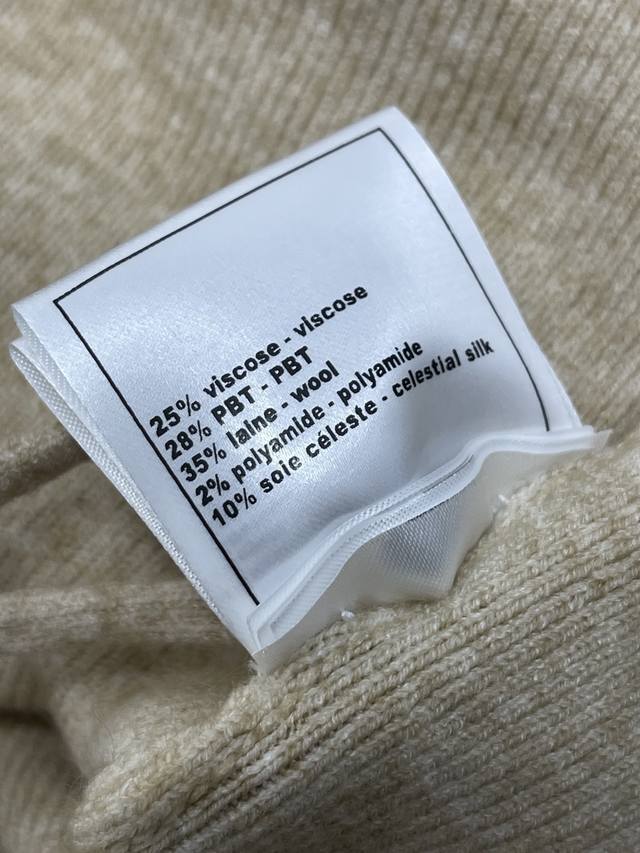 25% viscose - viscose
28% PBT - PBT
35% laine - wool
2% polyamide - polyamide
10% soie céleste - celestial silk